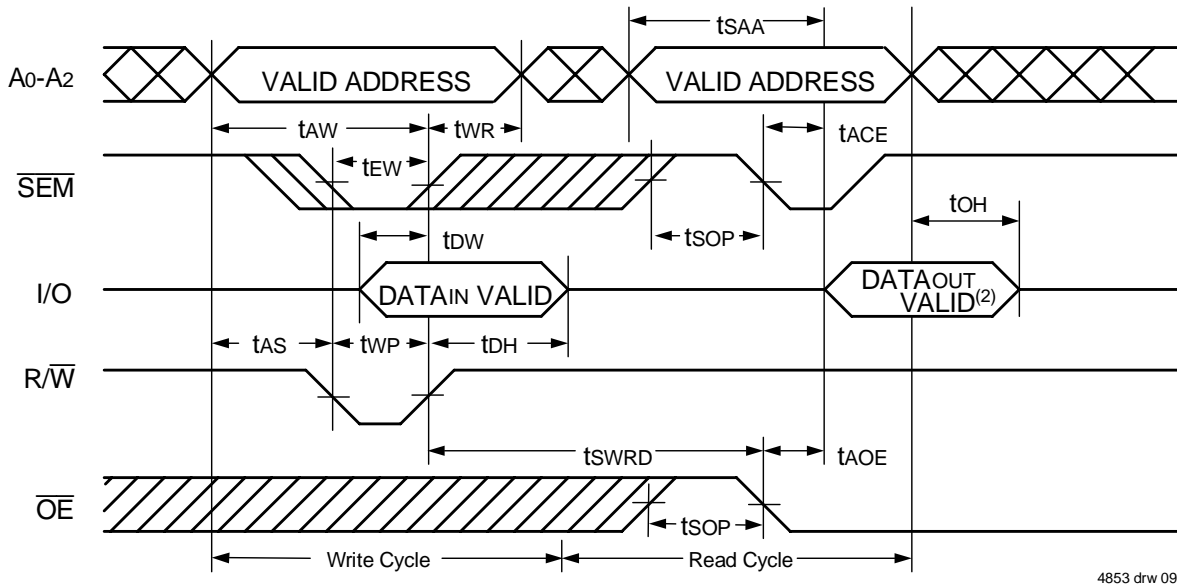 tSAA
A0-A2
VALID ADDRESS
VALID ADDRESS
tAW
tWR
tACE
tEW
SEM
tSOP
tOH
tDW
I/O
DATAIN VALID
DATAOUT
VALID(2)
tAS
tWP
tDH
R/W
tSWRD
tAOE
OE
tSOP
Write Cycle
Read Cycle
4853 drw 09